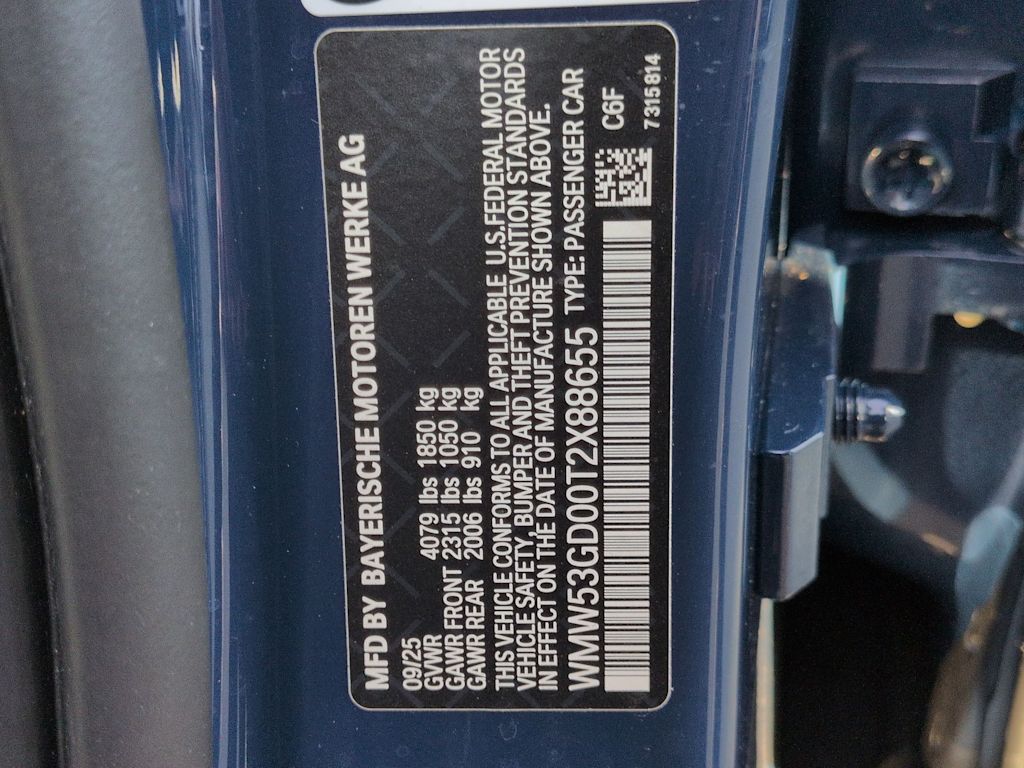 MFD BY BAYERISCHE MOTOREN WERKE AG
09/25
GVWR 4079 lbs 1850 kg
GAWR FRONT 2315 lbs 1050 kg
GAWR REAR 2006 lbs 910 kg
THIS VEHICLE CONFORMS TO ALL APPLICABLE U.S.FEDERAL MOTOR
VEHICLE SAFETY, BUMPER AND THEFT PREVENTION STANDARDS
IN EFFECT ON THE DATE OF MANUFACTURE SHOWN ABOVE.
WMW53GD00T2X88655 TYPE: PASSENGER CAR
C6F
7315814